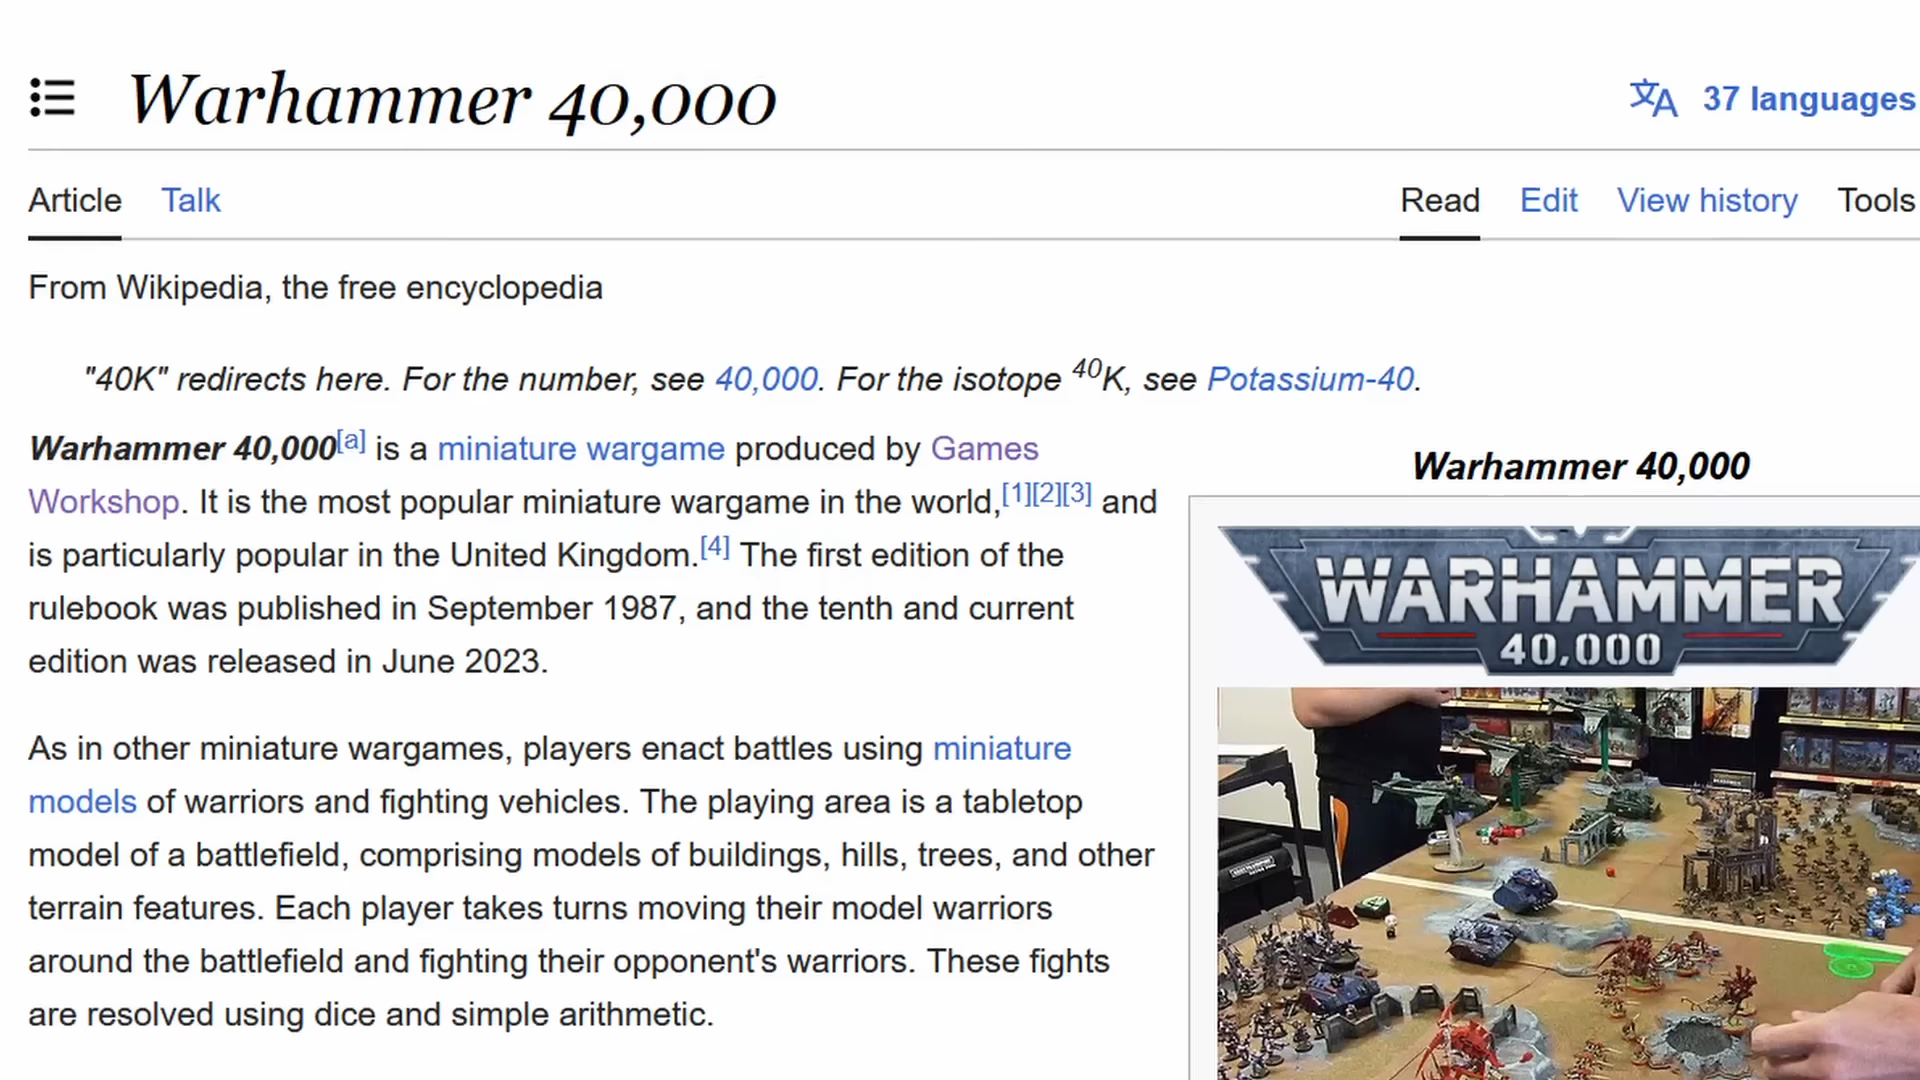 Warhammer 40,000
37 languages
Article Talk
Read Edit View history Tools
From Wikipedia, the free encyclopedia
"40K" redirects here. For the number, see 40,000. For the isotope ⁴⁰K, see Potassium-40.
Warhammer 40,000[a] is a miniature wargame produced by Games
Workshop. It is the most popular miniature wargame in the world,[1][2][3] and
is particularly popular in the United Kingdom.[4] The first edition of the
rulebook was published in September 1987, and the tenth and current
edition was released in June 2023.
As in other miniature wargames, players enact battles using miniature
models of warriors and fighting vehicles. The playing area is a tabletop
model of a battlefield, comprising models of buildings, hills, trees, and other
terrain features. Each player takes turns moving their model warriors
around the battlefield and fighting their opponent's warriors. These fights
are resolved using dice and simple arithmetic.
Warhammer 40,000
WARHAMMER
40,000